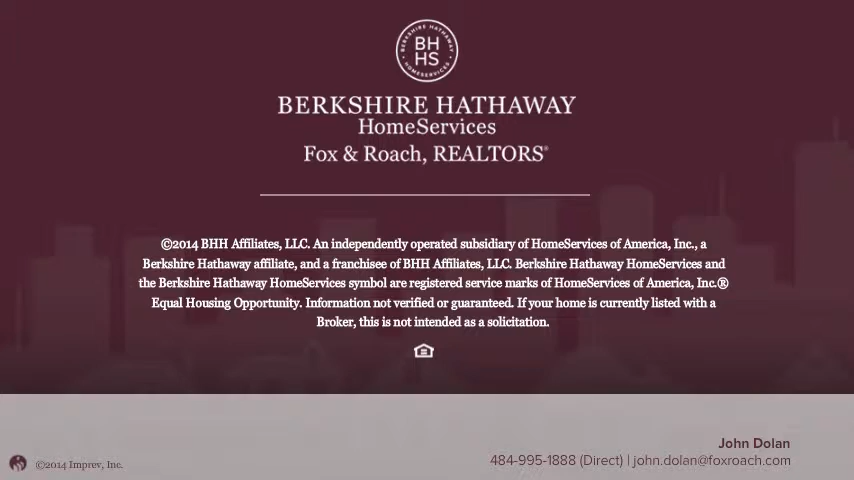 BERKSHIRE HATHAWAY
BH
HS
HOMESERVICES
BERKSHIRE HATHAWAY
HomeServices
Fox & Roach, REALTORS®
©2014 BHH Affiliates, LLC. An independently operated subsidiary of HomeServices of America, Inc., a
Berkshire Hathaway affiliate, and a franchisee of BHH Affiliates, LLC. Berkshire Hathaway HomeServices and
the Berkshire Hathaway HomeServices symbol are registered service marks of HomeServices of America, Inc.®
Equal Housing Opportunity. Information not verified or guaranteed. If your home is currently listed with a
Broker, this is not intended as a solicitation.
John Dolan
484-995-1888 (Direct) | john.dolan@foxroach.com
©2014 Imprev, Inc.